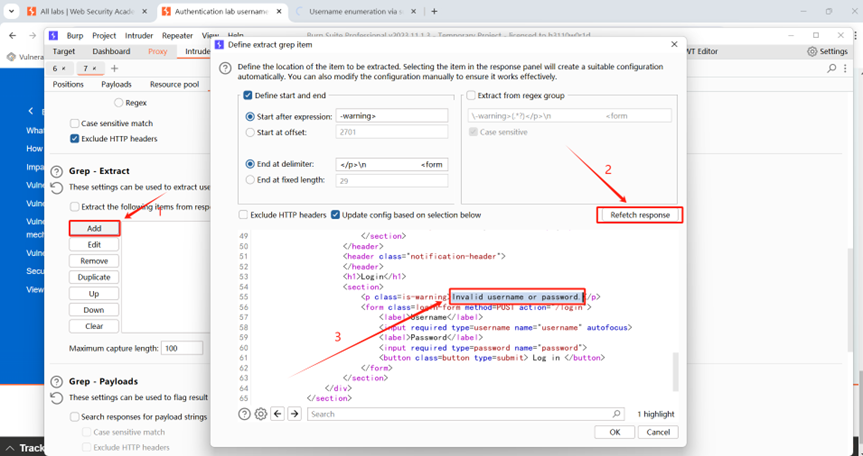 All labs | Web Security Acade
Authentication lab username
Username enumeration via s
Burp Project Intruder Repeater View Help
Burp Suite Professional
Vulnera
Target Dashboard Proxy Intrude
Define extract grep item
WT Editor
Settings
6 7
Positions Payloads Resource pool
Define the location of the item to be extracted. Selecting the item in the response panel will create a suitable configuration
automatically. You can also modify the configuration manually to ensure it works effectively.
Regex
Case sensitive match
Exclude HTTP headers
Define start and end
Extract from regex group
Start after expression: -warning>
\-warning>(.*?)</p>\n <form
Start at offset: 2701
Case sensitive
End at delimiter: </p>\n <form
End at fixed length: 29
2
What
How
Impa
Vulne
Vulne
Vulne
mech
Vulne
Secu
View
Grep - Extract
These settings can be used to extract use
Extract the following items from resp
1
Add
Edit
Remove
Duplicate
Up
Down
Clear
Maximum capture length: 100
Exclude HTTP headers
Update config based on selection below
Refetch response
49 </section>
50 </header>
51 <header class="notification-header">
52 </header>
53 <h1>Login</h1>
54 <section>
55 <p class=is-warning>Invalid username or password.</p>
56 <form class=login-form method=POST action="/login">
57 <label>Username</label>
58 <input required type=username name="username" autofocus>
59 <label>Password</label>
60 <input required type=password name="password">
61 <button class=button type=submit> Log in </button>
62 </form>
63 </section>
64 </div>
65 </section>
3
Grep - Payloads
These settings can be used to flag result
Search responses for payload strings
Case sensitive match
Exclude HTTP headers
Search
1 highlight
OK
Cancel
Track